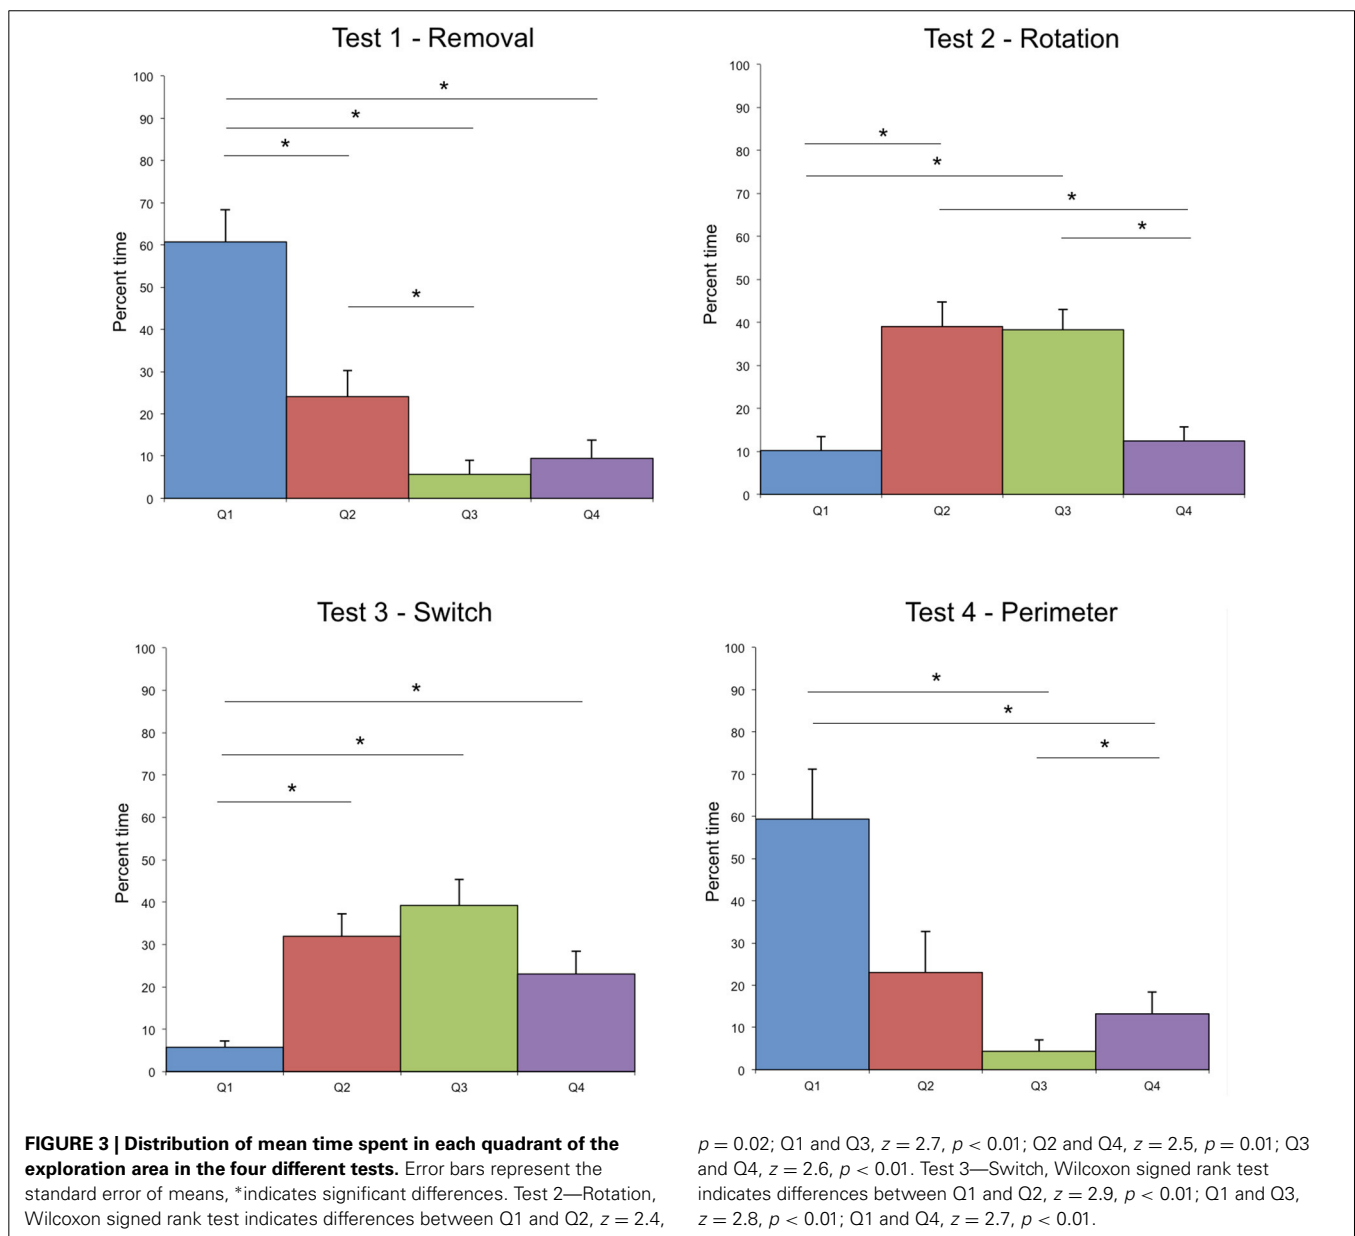 Test 1 - Removal
100
90
80
70
60
50
40
30
20
10
0
Percent time
*
*
*
*
Q1 Q2 Q3 Q4
Test 2 - Rotation
100
90
80
70
60
50
40
30
20
10
0
Percent time
*
*
*
*
Q1 Q2 Q3 Q4
Test 3 - Switch
100
90
80
70
60
50
40
30
20
10
0
Percent time
*
*
*
Q1 Q2 Q3 Q4
Test 4 - Perimeter
100
90
80
70
60
50
40
30
20
10
0
Percent time
*
*
*
Q1 Q2 Q3 Q4
FIGURE 3 | Distribution of mean time spent in each quadrant of the
exploration area in the four different tests. Error bars represent the
standard error of means, *indicates significant differences. Test 2—Rotation,
Wilcoxon signed rank test indicates differences between Q1 and Q2, z = 2.4,
p = 0.02; Q1 and Q3, z = 2.7, p < 0.01; Q2 and Q4, z = 2.5, p = 0.01; Q3
and Q4, z = 2.6, p < 0.01. Test 3—Switch, Wilcoxon signed rank test
indicates differences between Q1 and Q2, z = 2.9, p < 0.01; Q1 and Q3,
z = 2.8, p < 0.01; Q1 and Q4, z = 2.7, p < 0.01.